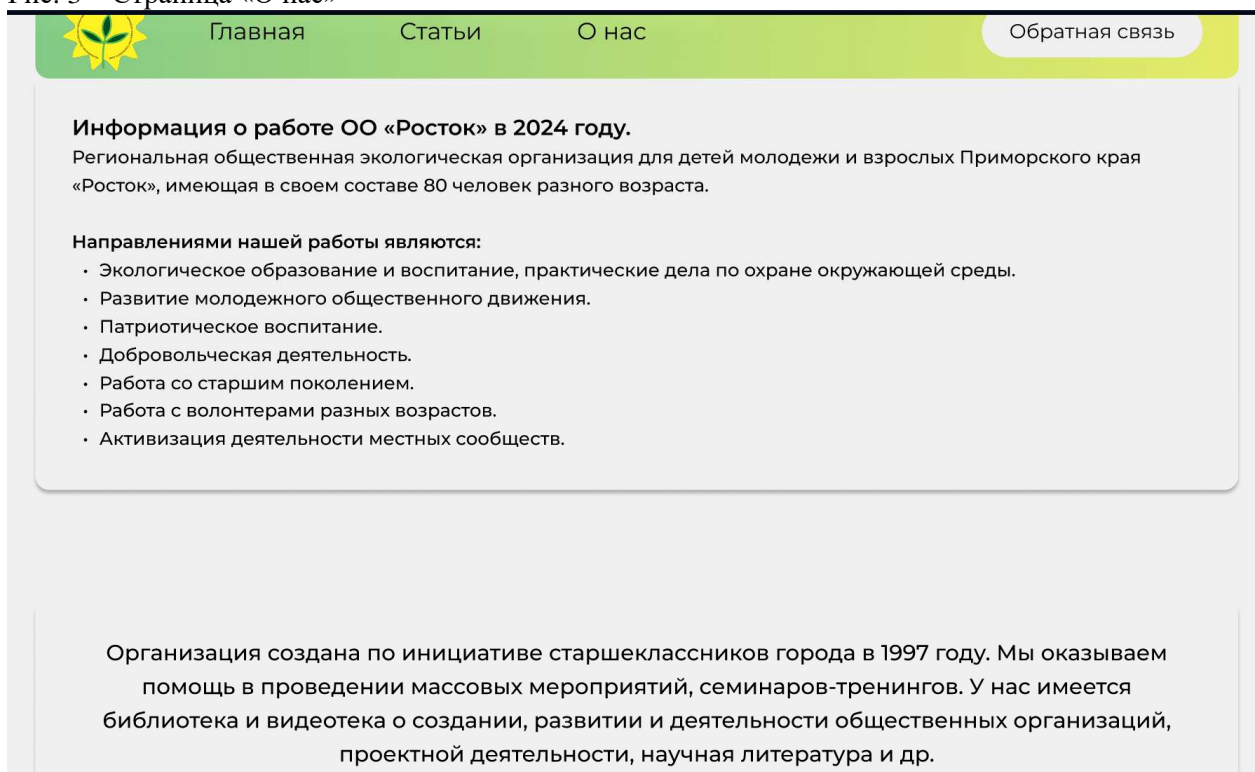 Рис. 3 – Страница «О нас»
Главная Статьи О нас Обратная связь
Информация о работе ОО «Росток» в 2024 году.
Региональная общественная экологическая организация для детей молодежи и взрослых Приморского края
«Росток», имеющая в своем составе 80 человек разного возраста.
Направлениями нашей работы являются:
• Экологическое образование и воспитание, практические дела по охране окружающей среды.
• Развитие молодежного общественного движения.
• Патриотическое воспитание.
• Добровольческая деятельность.
• Работа со старшим поколением.
• Работа с волонтерами разных возрастов.
• Активизация деятельности местных сообществ.
Организация создана по инициативе старшеклассников города в 1997 году. Мы оказываем
помощь в проведении массовых мероприятий, семинаров-тренингов. У нас имеется
библиотека и видеотека о создании, развитии и деятельности общественных организаций,
проектной деятельности, научная литература и др.